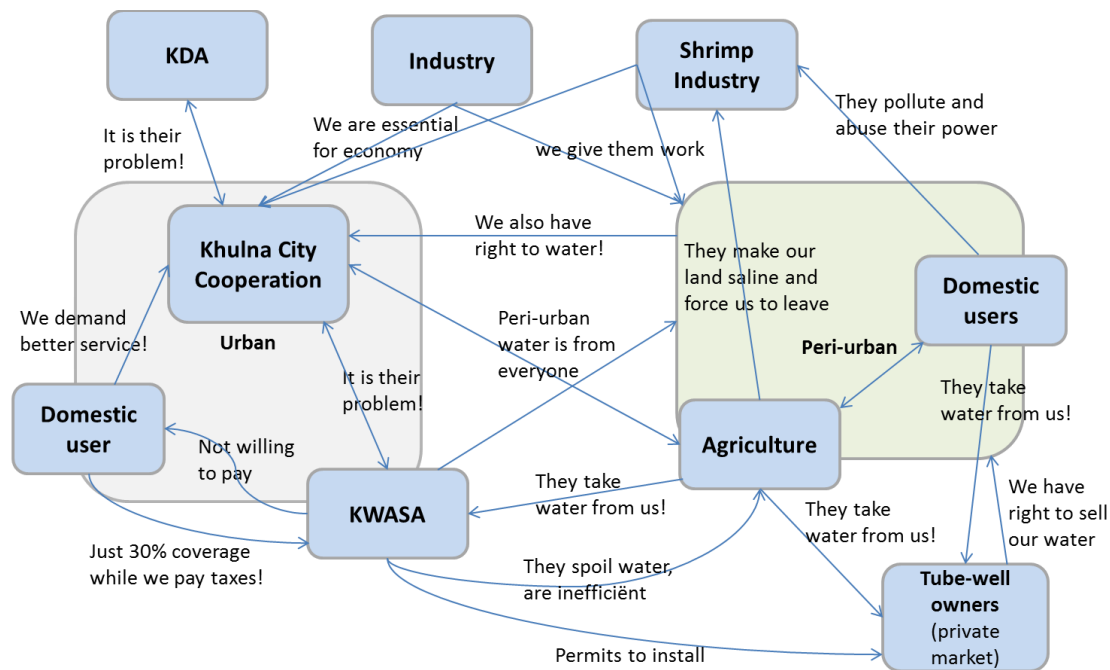 KDA
Industry
Shrimp
Industry
They pollute and
abuse their power
It is their
problem!
We are essential
for economy
we give them work
Khulna City
Cooperation
We also have
right to water!
They make our
land saline and
force us to leave
Domestic
users
We demand
better service!
Urban
Peri-urban
water is from
everyone
Peri-urban
It is their
problem!
They take
water from us!
Domestic
user
Not willing
to pay
Agriculture
KWASA
They take
water from us!
They take
water from us!
We have
right to sell
our water
Just 30% coverage
while we pay taxes!
They spoil water,
are inefficiënt
Tube-well
owners
(private
market)
Permits to install